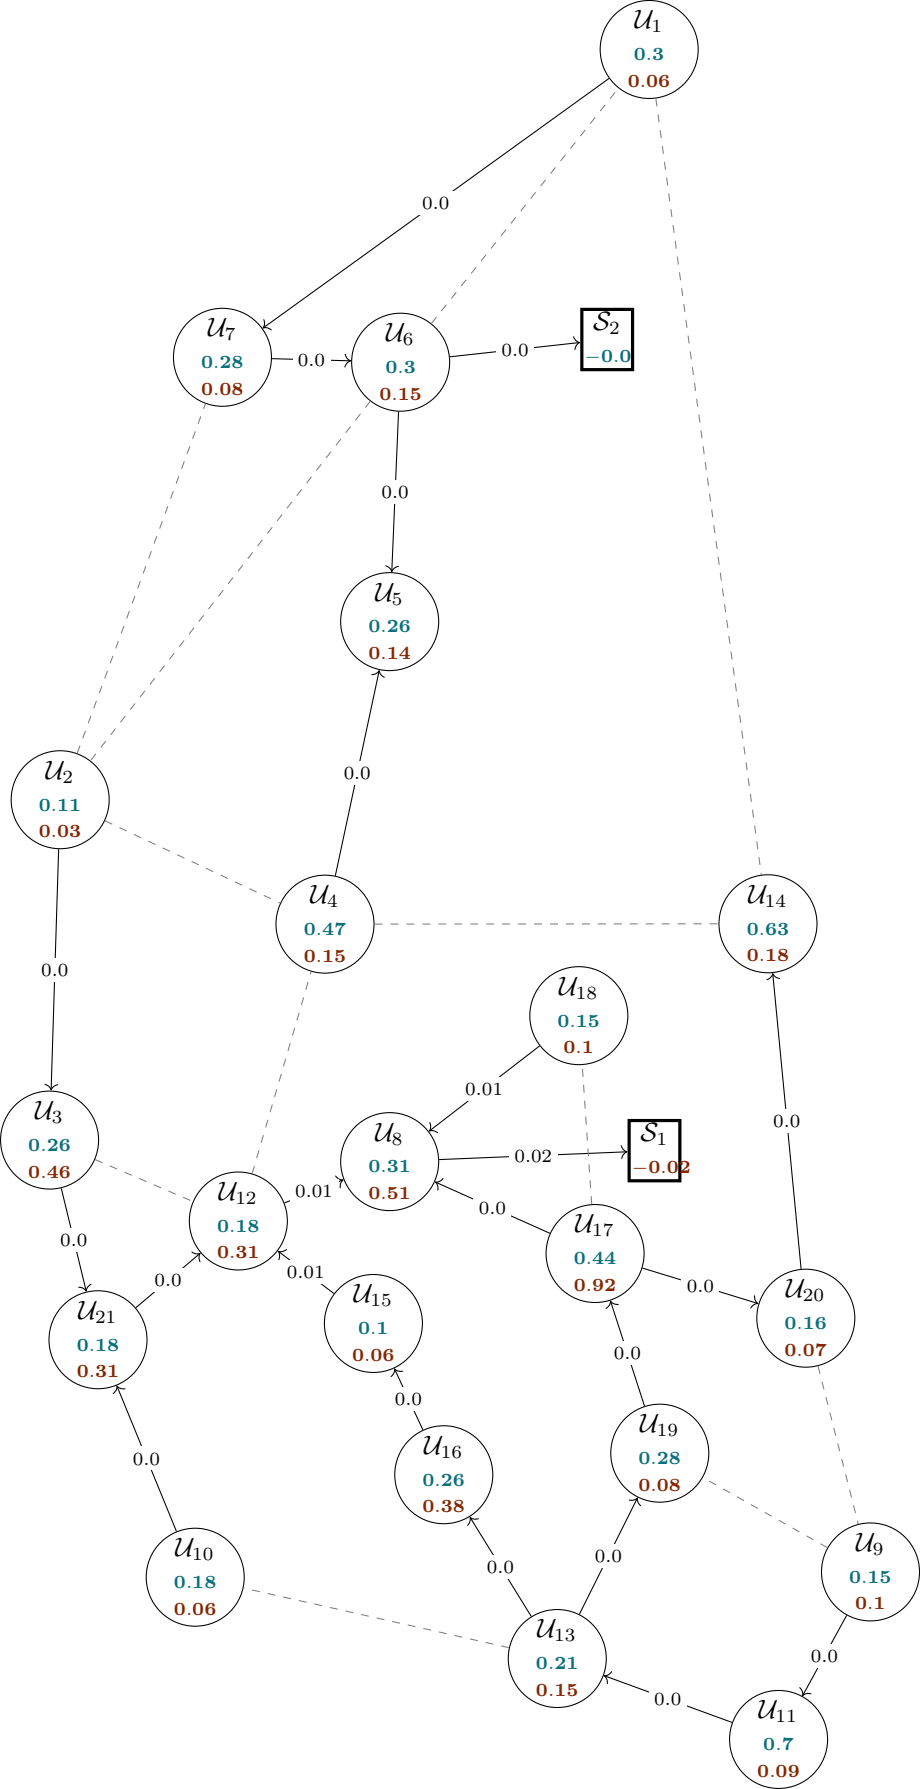 𝒰1
0.3
0.06
0.0
𝒰7
0.28
0.08
0.0
𝒰6
0.3
0.15
0.0
𝒮2
−0.0
0.0
𝒰5
0.26
0.14
0.0
𝒰2
0.11
0.03
𝒰4
0.47
0.15
𝒰14
0.63
0.18
0.0
𝒰18
0.15
0.1
0.01
𝒰3
0.26
0.46
𝒰8
0.31
0.51
0.02
𝒮1
−0.02
0.0
𝒰12
0.18
0.31
0.01
0.0
𝒰17
0.44
0.92
0.0
0.0
0.0
𝒰21
0.18
0.31
0.01
𝒰15
0.1
0.06
𝒰20
0.16
0.07
0.0
0.0
0.0
𝒰16
0.26
0.38
𝒰19
0.28
0.08
𝒰10
0.18
0.06
0.0
0.0
𝒰9
0.15
0.1
𝒰13
0.21
0.15
0.0
0.0
𝒰11
0.7
0.09